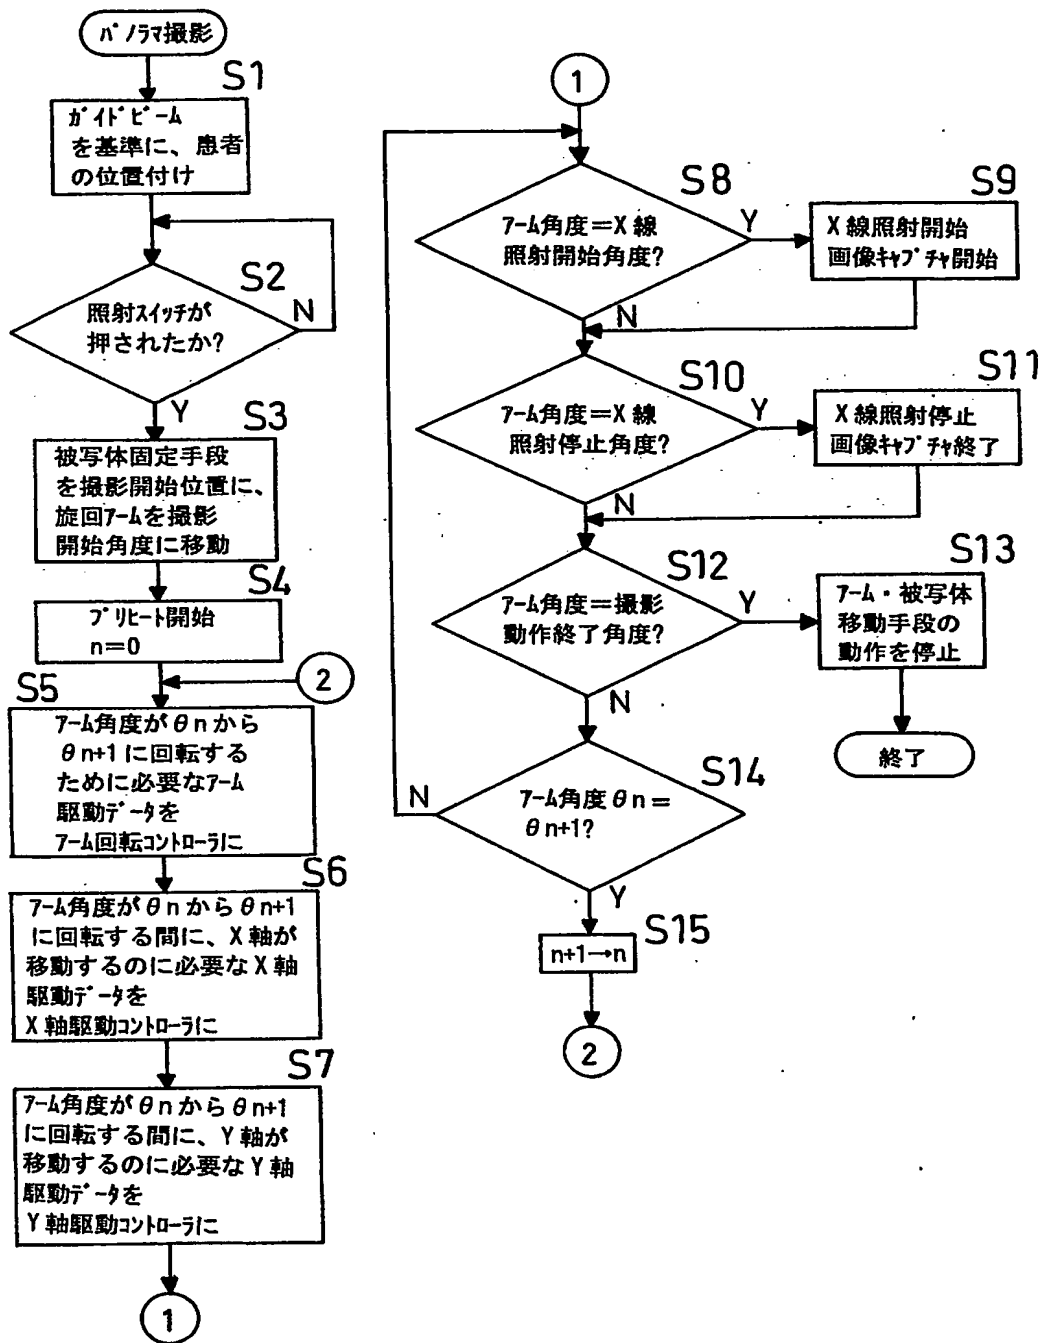 パノラマ撮影
S1
ガイドビーム
を基準に、患者
の位置付け
S2
照射スイッチが
押されたか?
N
Y
S3
被写体固定手段
を撮影開始位置に、
旋回アームを撮影
開始角度に移動
S4
プリヒート開始
n=0
2
S5
アーム角度がθnから
θn+1に回転する
ために必要なアーム
駆動データを
アーム回転コントローラに
S6
アーム角度がθnからθn+1
に回転する間に、X軸が
移動するのに必要なX軸
駆動データを
X軸駆動コントローラに
S7
アーム角度がθnからθn+1
に回転する間に、Y軸が
移動するのに必要なY軸
駆動データを
Y軸駆動コントローラに
1
1
S8
アーム角度=X線
照射開始角度?
Y
N
S9
X線照射開始
画像キャプチャ開始
S10
アーム角度=X線
照射停止角度?
Y
N
S11
X線照射停止
画像キャプチャ終了
S12
アーム角度=撮影
動作終了角度?
Y
N
S13
アーム・被写体
移動手段の
動作を停止
終了
S14
アーム角度θn=
θn+1?
N
Y
S15
n+1→n
2